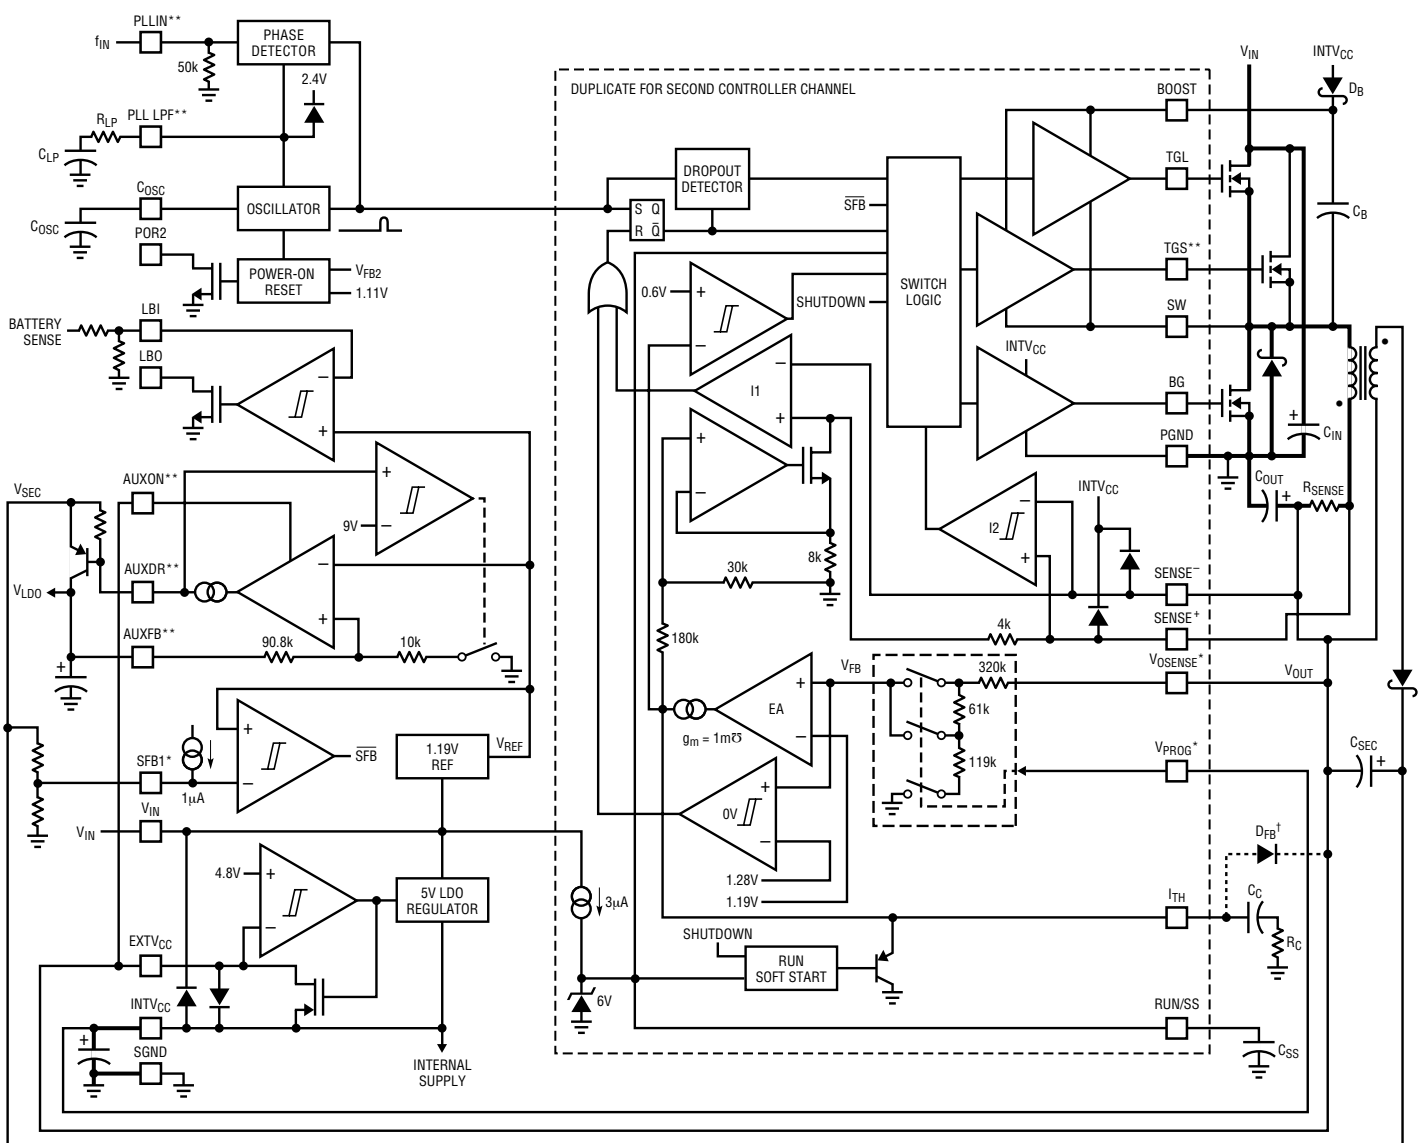 PLLIN**
fIN
50k
PHASE
DETECTOR
2.4V
RLP
PLL LPF**
CLP
COSC
COSC
OSCILLATOR
POR2
POWER-ON
RESET
VFB2
1.11V
LBI
BATTERY
SENSE
LBO
−
+
VSEC
AUXON**
+
9V
−
AUXDR**
VLDO
−
+
AUXFB**
90.8k
10k
+
+
−
SFB
1.19V
REF
VREF
SFB1*
1µA
VIN
VIN
4.8V
+
−
5V LDO
REGULATOR
EXTVCC
INTVCC
+
SGND
INTERNAL
SUPPLY
DUPLICATE FOR SECOND CONTROLLER CHANNEL
DROPOUT
DETECTOR
S Q
R Q̅
SFB
0.6V
+
−
SHUTDOWN
SWITCH
LOGIC
I1
−
+
+
−
INTVCC
8k
30k
180k
I2
−
+
INTVCC
4k
VFB
EA
+
−
gm = 1m℧
320k
61k
119k
0V
+
−
1.28V
1.19V
3µA
6V
SHUTDOWN
RUN
SOFT START
BOOST
TGL
TGS**
SW
BG
PGND
SENSE−
SENSE+
VOSENSE*
VPROG*
ITH
RUN/SS
VIN
INTVCC
DB
CB
+
CIN
COUT
+
RSENSE
VOUT
CSEC
+
DFB†
CC
RC
CSS